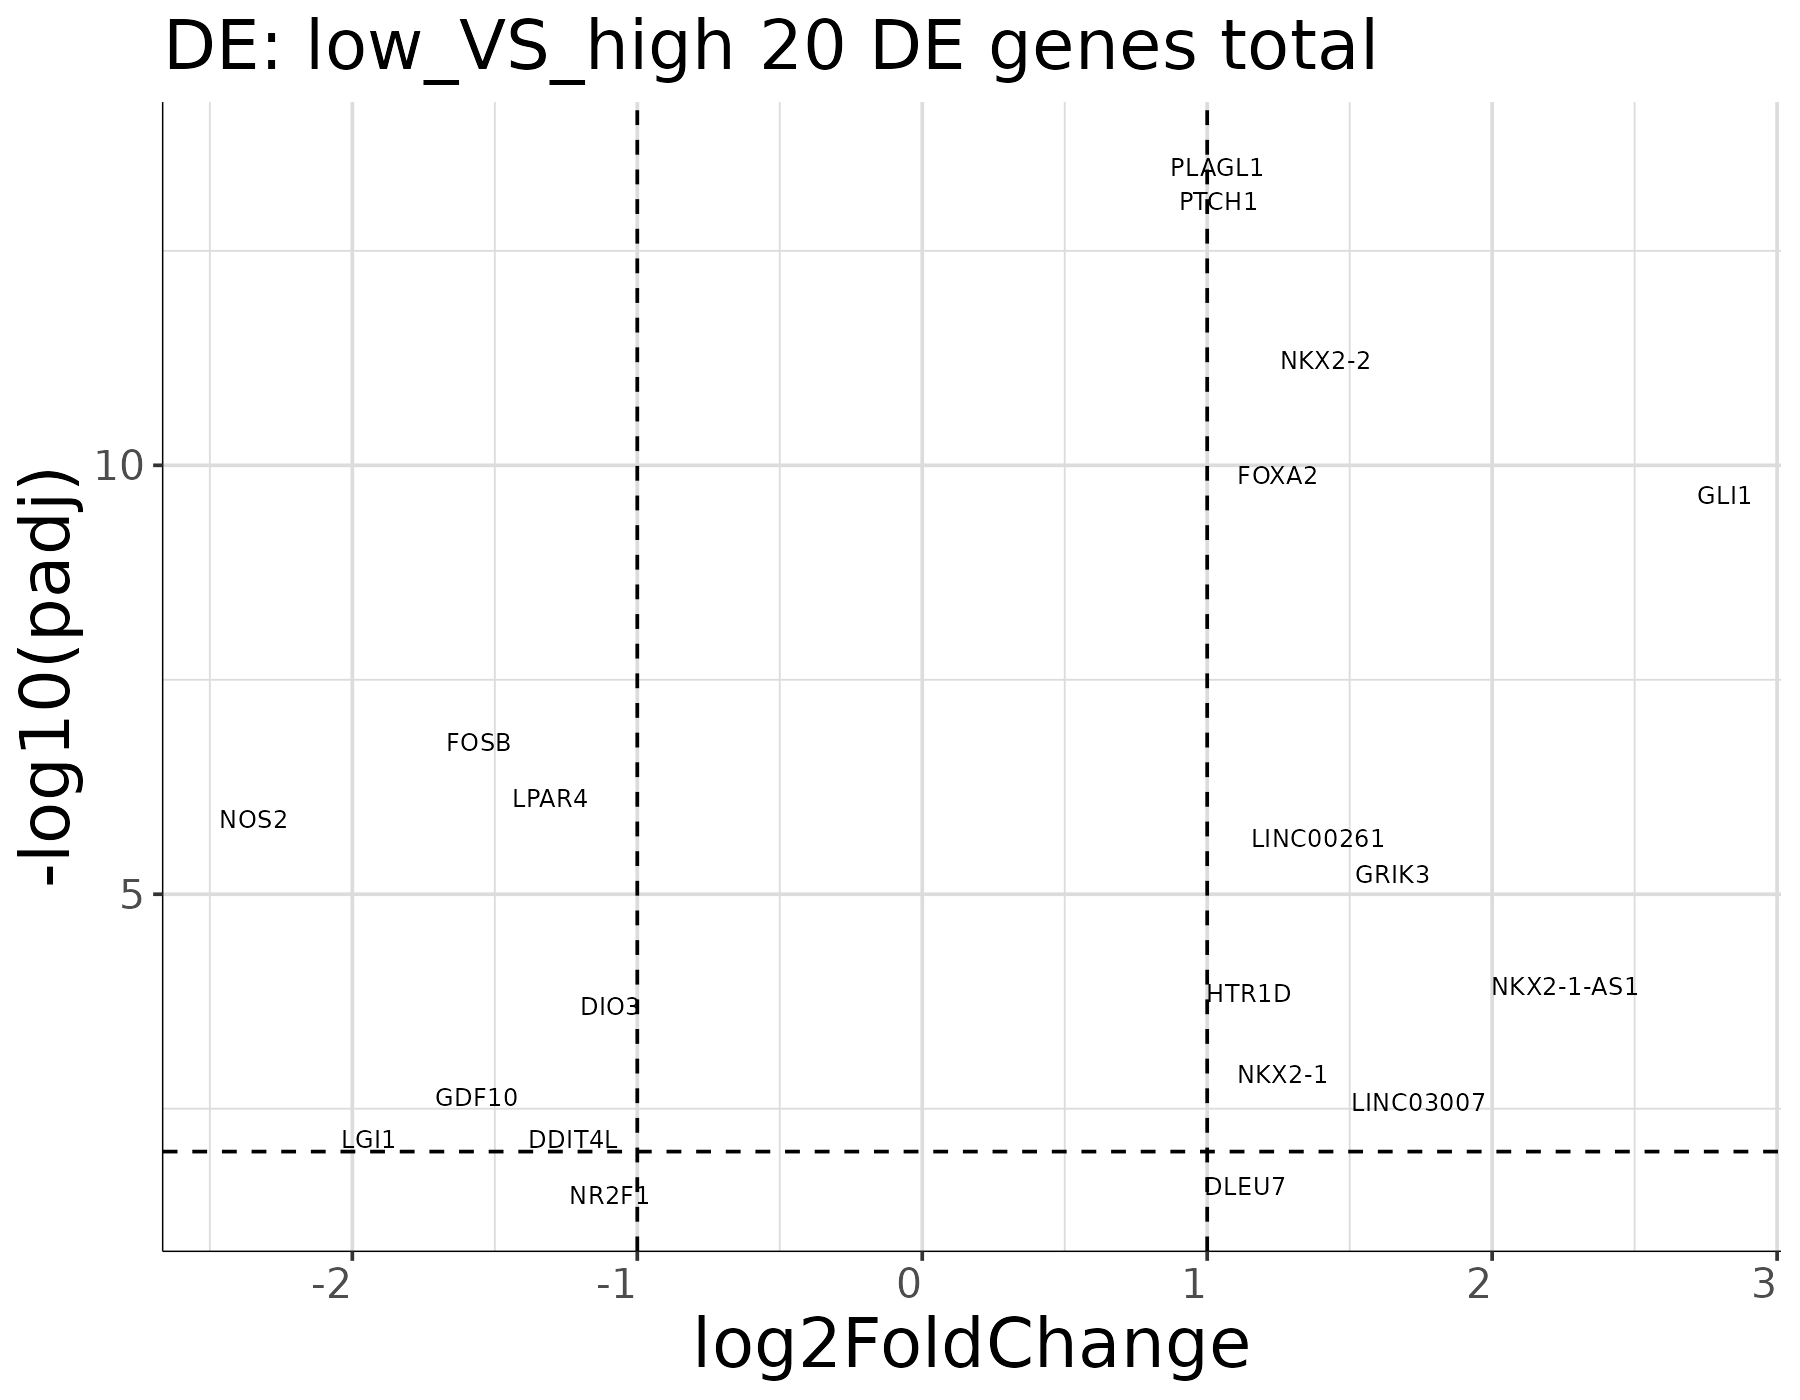 DE: low_VS_high 20 DE genes total
PLAGL1
PTCH1
NKX2-2
10
FOXA2
GLI1
-log10(padj)
FOSB
LPAR4
NOS2
LINC00261
GRIK3
5
NKX2-1-AS1
HTR1D
DIO3
NKX2-1
GDF10
LINC03007
LGI1
DDIT4L
DLEU7
NR2F1
-2
-1
0
1
2
3
log2FoldChange